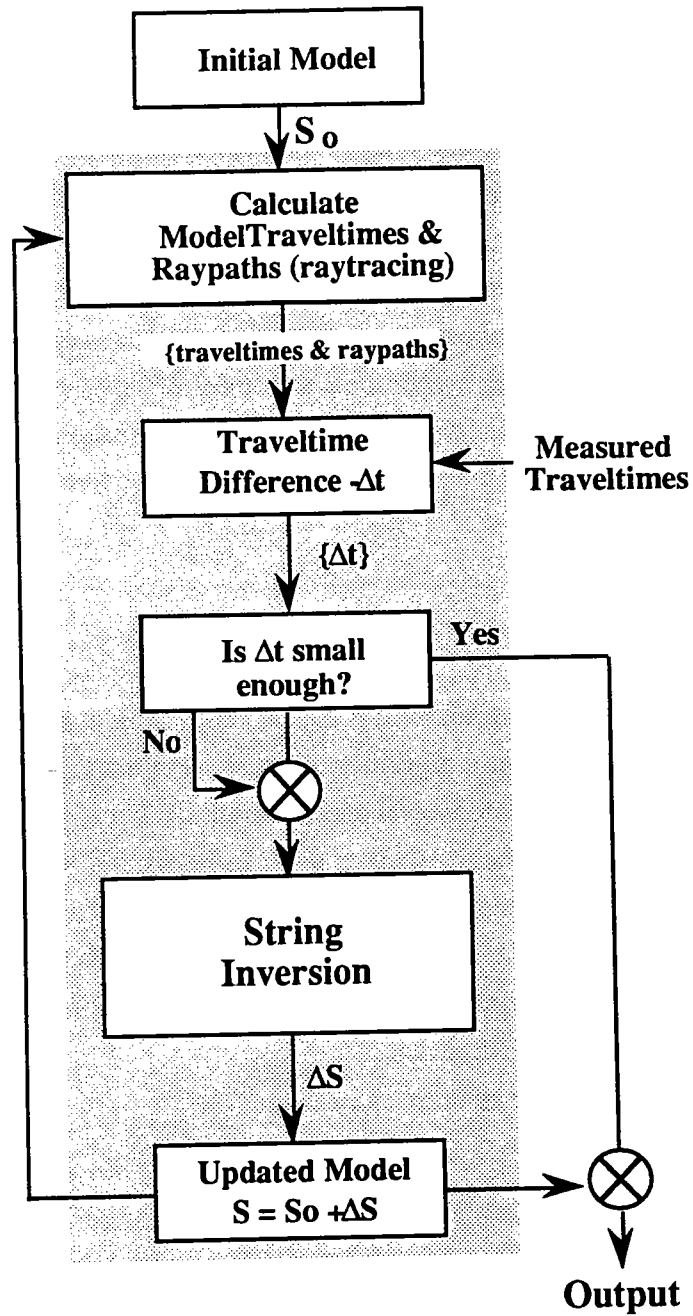 Initial Model
So
Calculate
ModelTraveltimes &
Raypaths (raytracing)
{traveltimes & raypaths}
Traveltime
Difference -Δt
Measured
Traveltimes
{Δt}
Is Δt small
enough?
Yes
No
String
Inversion
ΔS
Updated Model
S = So +ΔS
Output